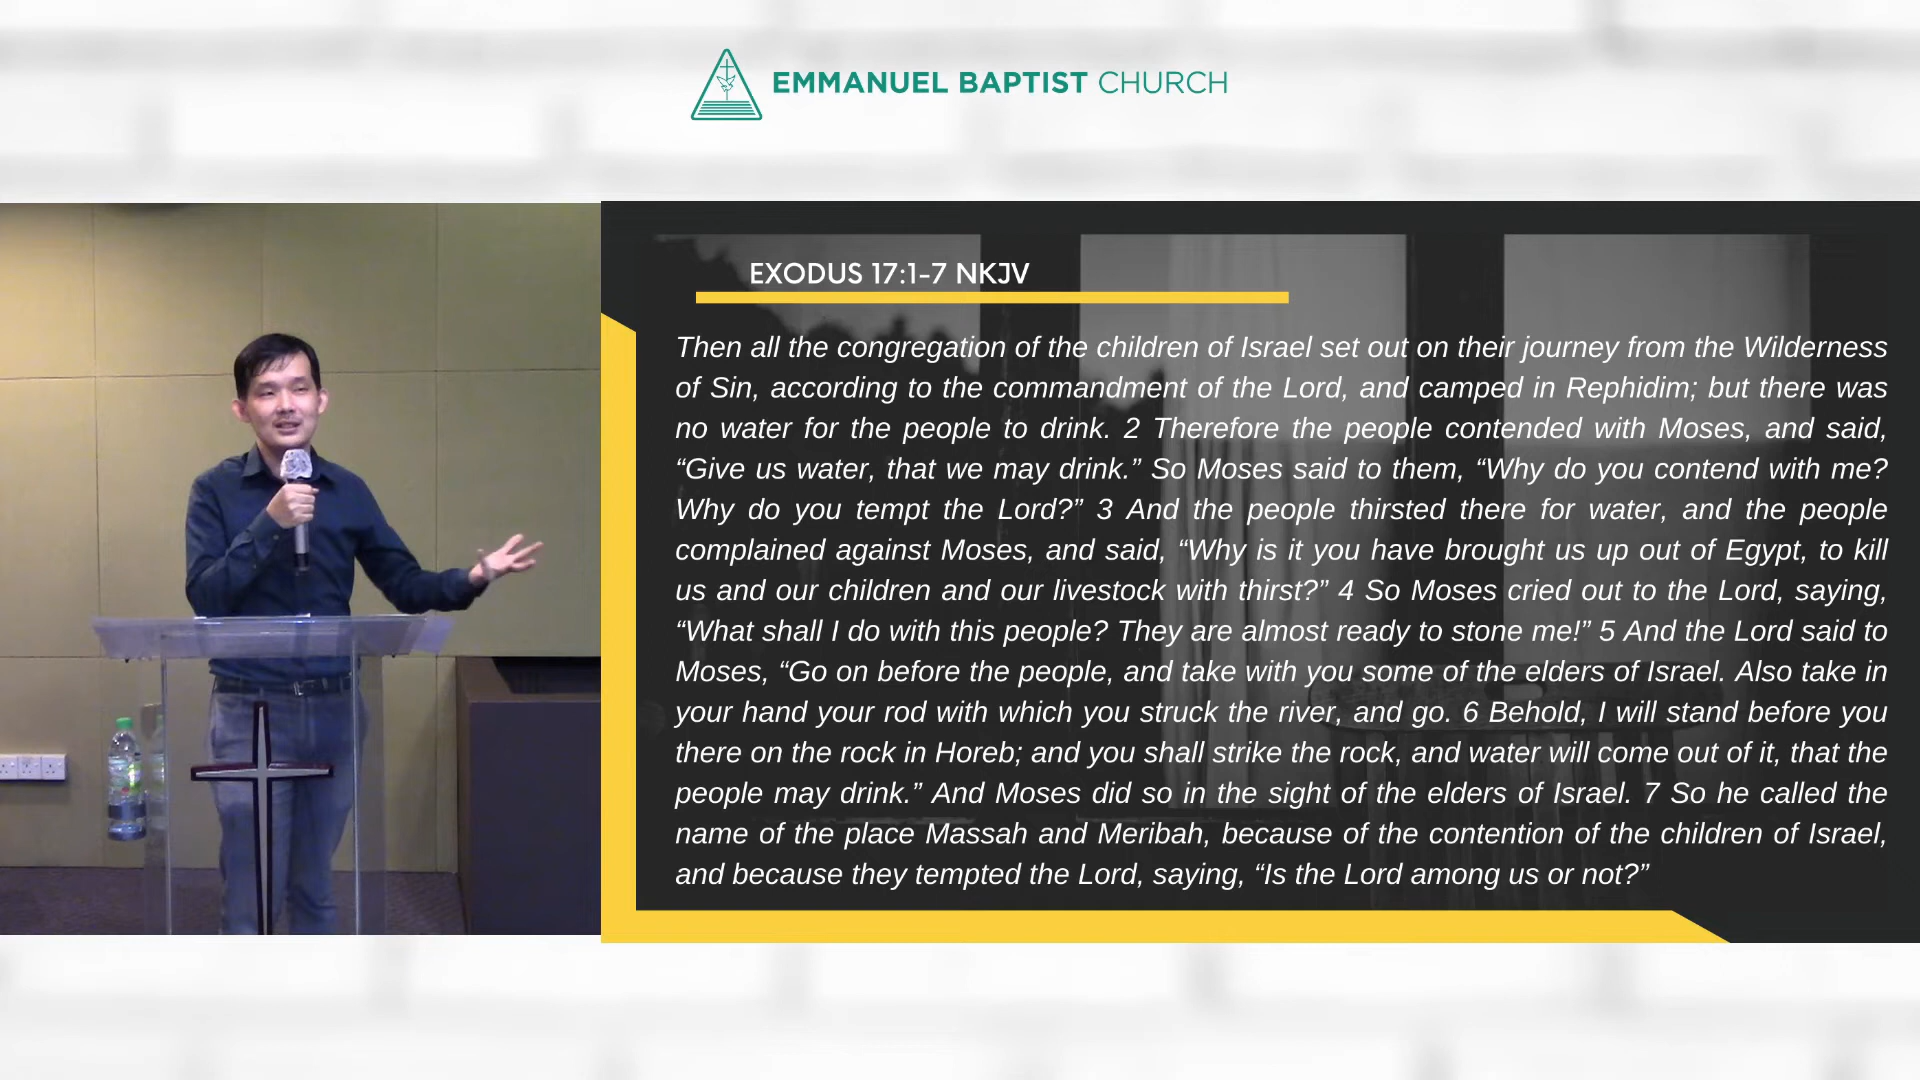 EMMANUEL BAPTIST CHURCH
EXODUS 17:1-7 NKJV
Then all the congregation of the children of Israel set out on their journey from the Wilderness
of Sin, according to the commandment of the Lord, and camped in Rephidim; but there was
no water for the people to drink. 2 Therefore the people contended with Moses, and said,
“Give us water, that we may drink.” So Moses said to them, “Why do you contend with me?
Why do you tempt the Lord?” 3 And the people thirsted there for water, and the people
complained against Moses, and said, “Why is it you have brought us up out of Egypt, to kill
us and our children and our livestock with thirst?” 4 So Moses cried out to the Lord, saying,
“What shall I do with this people? They are almost ready to stone me!” 5 And the Lord said to
Moses, “Go on before the people, and take with you some of the elders of Israel. Also take in
your hand your rod with which you struck the river, and go. 6 Behold, I will stand before you
there on the rock in Horeb; and you shall strike the rock, and water will come out of it, that the
people may drink.” And Moses did so in the sight of the elders of Israel. 7 So he called the
name of the place Massah and Meribah, because of the contention of the children of Israel,
and because they tempted the Lord, saying, “Is the Lord among us or not?”